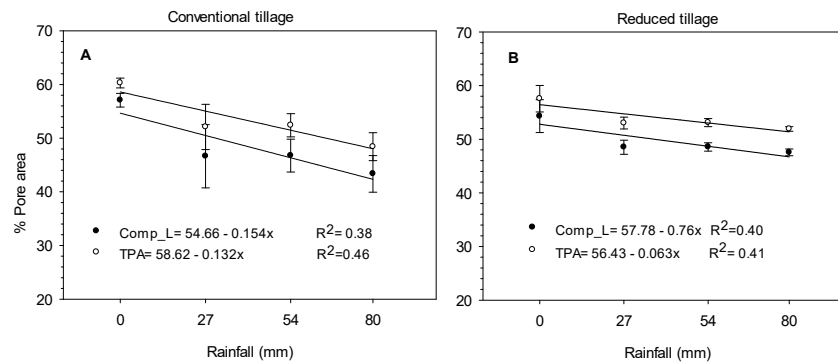 Conventional tillage
Reduced tillage
70
60
50
40
30
20
% Pore area
A
Comp_L= 54.66 - 0.154x R²= 0.38
TPA= 58.62 - 0.132x R²=0.46
0 27 54 80
Rainfall (mm)
70
60
50
40
30
20
B
Comp_L= 57.78 - 0.76x R²= 0.40
TPA= 56.43 - 0.063x R²= 0.41
0 27 54 80
Rainfall (mm)